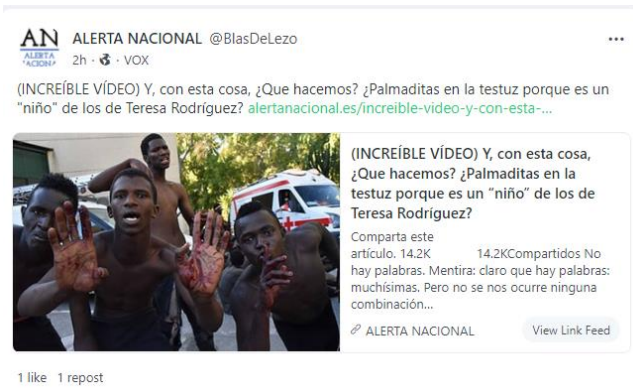 AN ALERTA NACIONAL @BlasDeLezo ...
ALERTA
NACIONAL
2h · VOX
(INCREÍBLE VÍDEO) Y, con esta cosa, ¿Que hacemos? ¿Palmaditas en la testuz porque es un
"niño" de los de Teresa Rodríguez? alertanacional.es/increible-video-y-con-esta-...
(INCREÍBLE VÍDEO) Y, con esta cosa,
¿Que hacemos? ¿Palmaditas en la
testuz porque es un "niño" de los de
Teresa Rodríguez?
Comparta este
artículo. 14.2K 14.2KCompartidos No
hay palabras. Mentira: claro que hay palabras:
muchísimas. Pero no se nos ocurre ninguna
combinación...
ALERTA NACIONAL
View Link Feed
1 like 1 repost